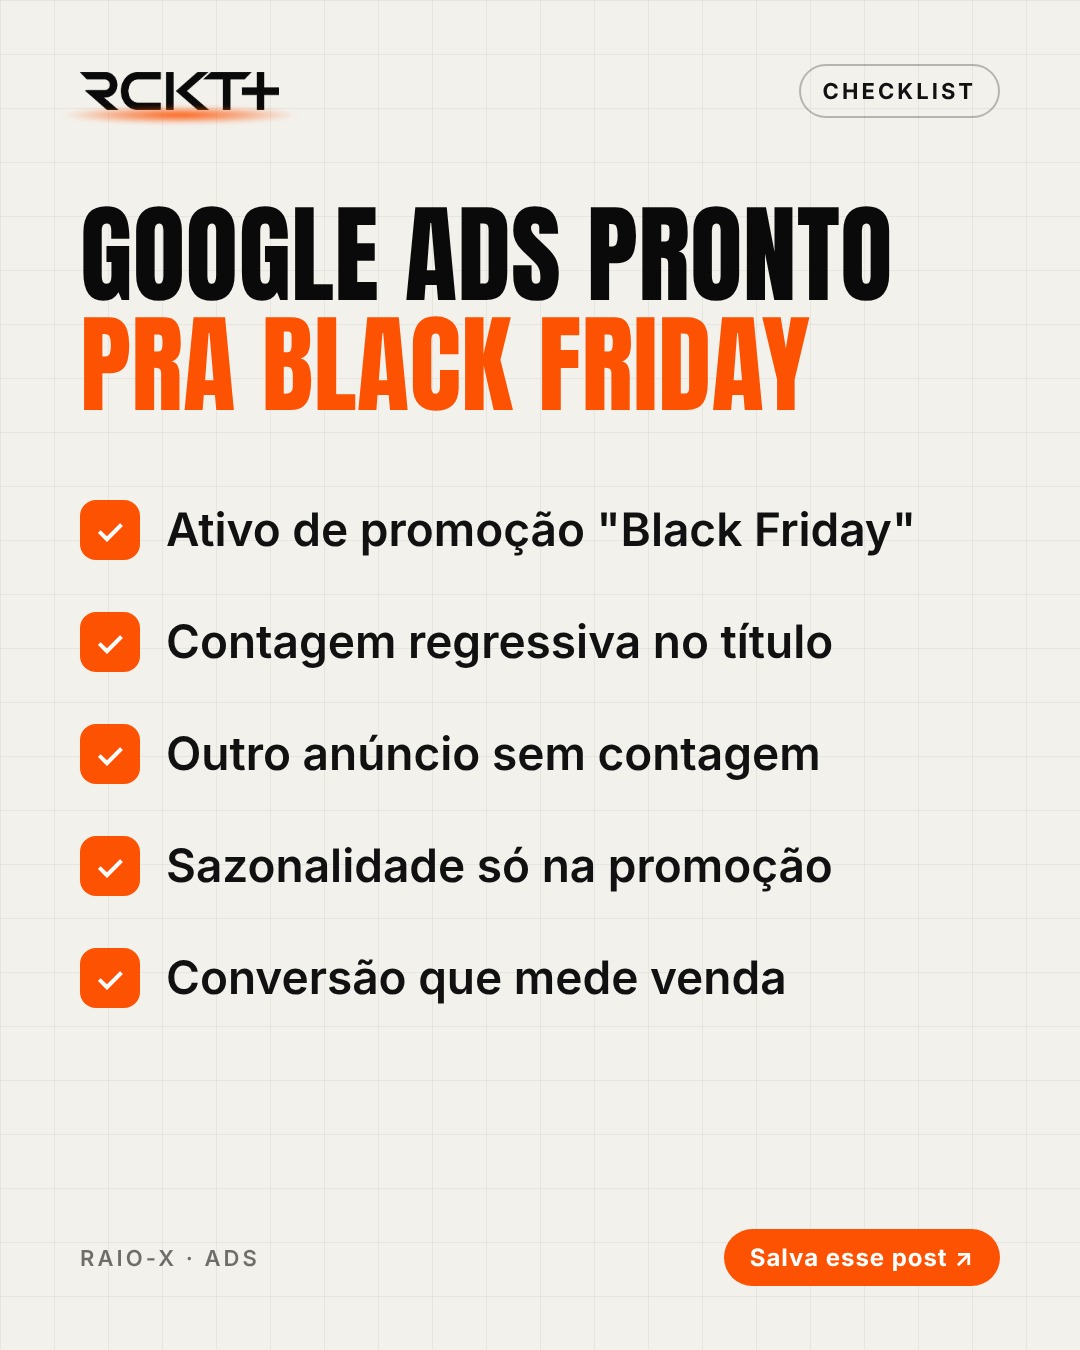 RCKT+
CHECKLIST
GOOGLE ADS PRONTO
PRA BLACK FRIDAY
Ativo de promoção "Black Friday"
Contagem regressiva no título
Outro anúncio sem contagem
Sazonalidade só na promoção
Conversão que mede venda
RAIO-X · ADS
Salva esse post ↗